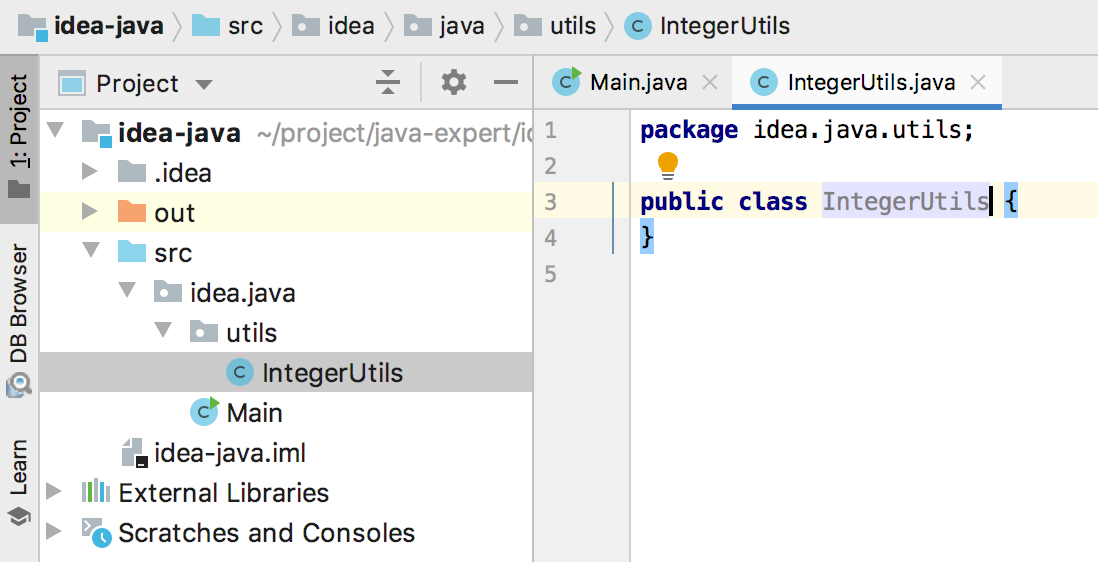 idea-java src idea java utils C IntegerUtils
1: Project
DB Browser
Learn
Project
idea-java ~/project/java-expert/i
.idea
out
src
idea.java
utils
C IntegerUtils
C Main
idea-java.iml
External Libraries
Scratches and Consoles
C Main.java C IntegerUtils.java
1 package idea.java.utils;
2
3 public class IntegerUtils {
4 }
5